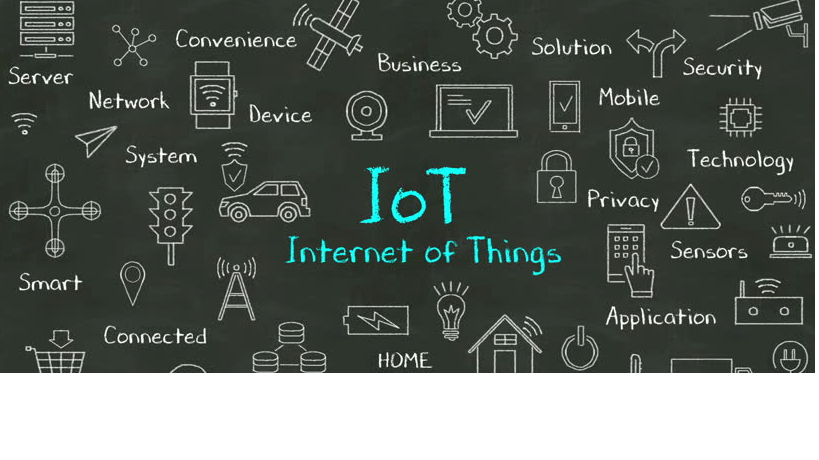 Convenience
Solution
Business
Security
Server
Network
Mobile
Device
System
Technology
IoT
Privacy
Internet of Things
Sensors
Smart
Application
Connected
HOME